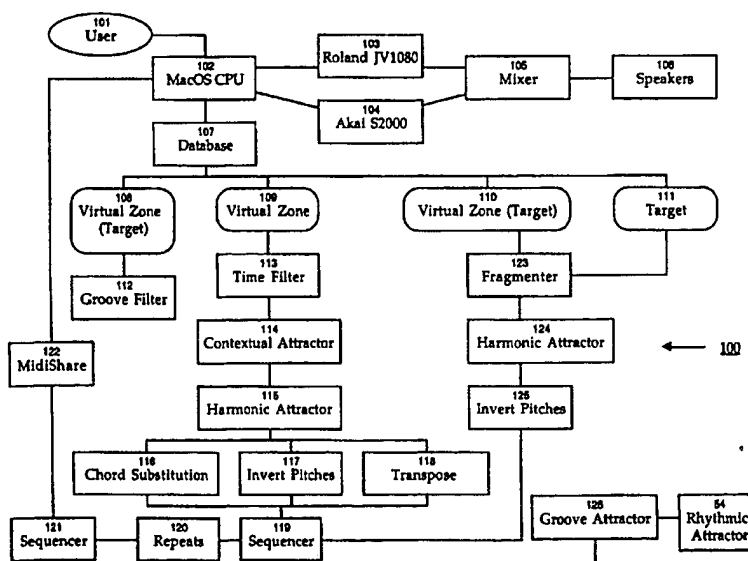 101
User
102
MacOS CPU
103
Roland JV1080
104
Akai S2000
105
Mixer
106
Speakers
107
Database
108
Virtual Zone
(Target)
109
Virtual Zone
110
Virtual Zone (Target)
111
Target
112
Groove Filter
113
Time Filter
123
Fragmenter
114
Contextual Attractor
124
Harmonic Attractor
100
122
MidiShare
115
Harmonic Attractor
125
Invert Pitches
116
Chord Substitution
117
Invert Pitches
118
Transpose
121
Sequencer
120
Repeats
119
Sequencer
126
Groove Attractor
54
Rhythmic
Attractor